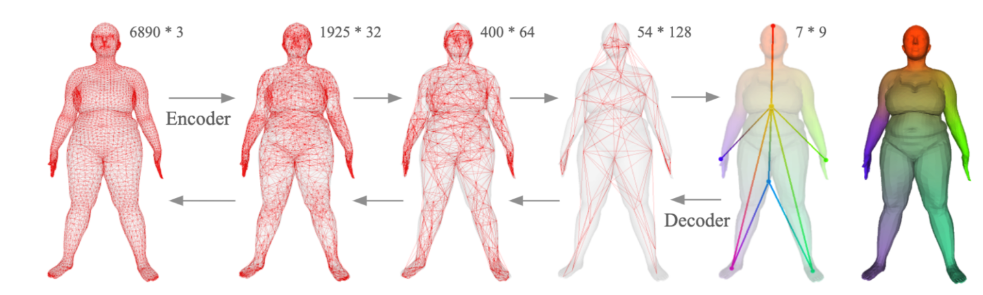 6890 * 3
1925 * 32
400 * 64
54 * 128
7 * 9
Encoder
Decoder